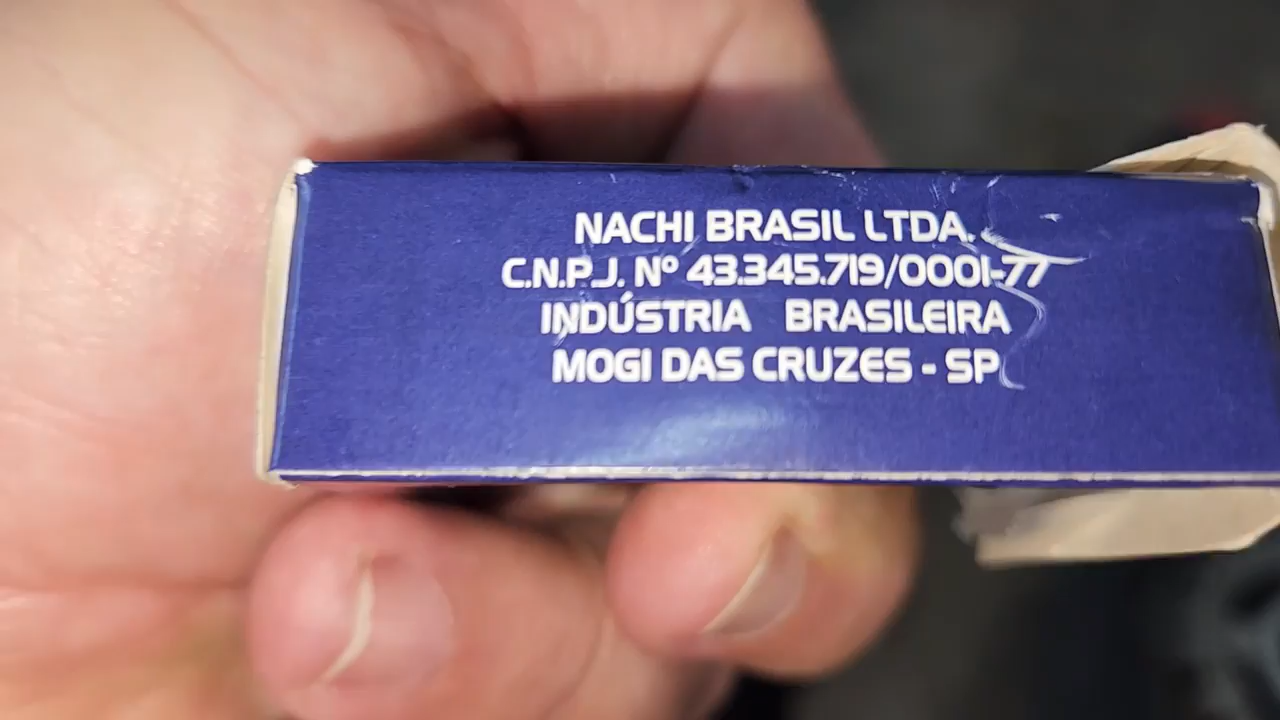 NACHI BRASIL LTDA.
C.N.P.J. Nº 43.345.719/0001-77
INDÚSTRIA BRASILEIRA
MOGI DAS CRUZES - SP